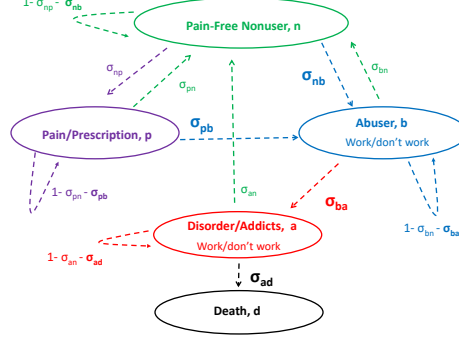 1- σnp - σnb
Pain-Free Nonuser, n
σnp
σpn
σnb
σbn
Pain/Prescription, p
σpb
Abuser, b
Work/don't work
1- σpn - σpb
σan
σba
1- σbn - σba
Disorder/Addicts, a
Work/don't work
1- σan - σad
σad
Death, d